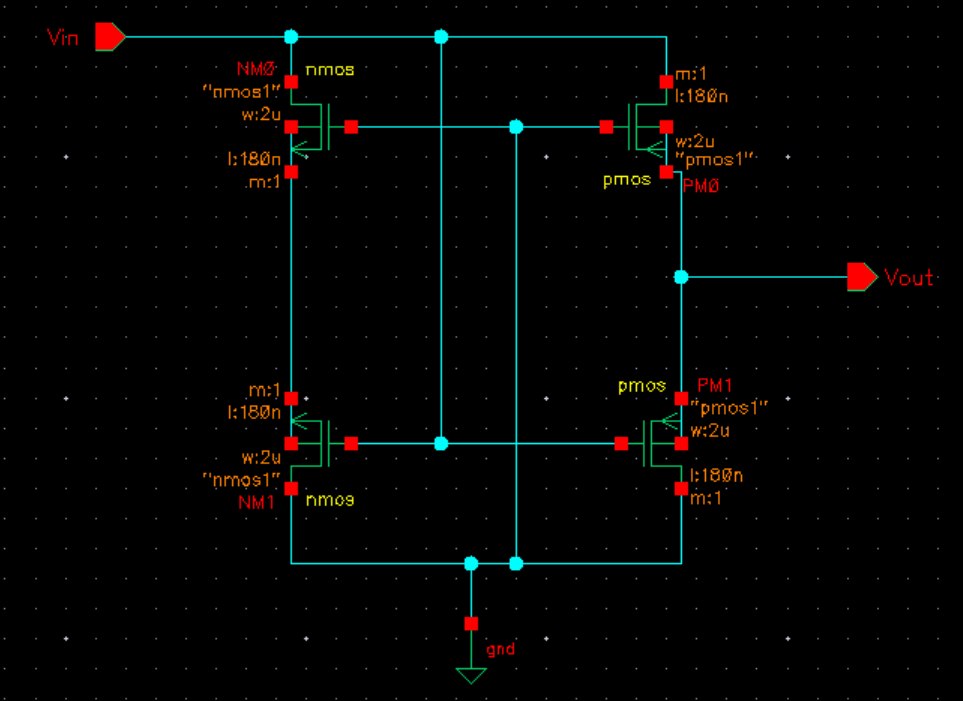 Vin
NM0
nmos
"nmos1"
w:2u
l:180n
m:1
m:1
l:180n
w:2u
"pmos1"
pmos
PM0
Vout
m:1
l:180n
w:2u
"nmos1"
NM1
nmos
pmos
PM1
"pmos1"
w:2u
l:180n
m:1
gnd